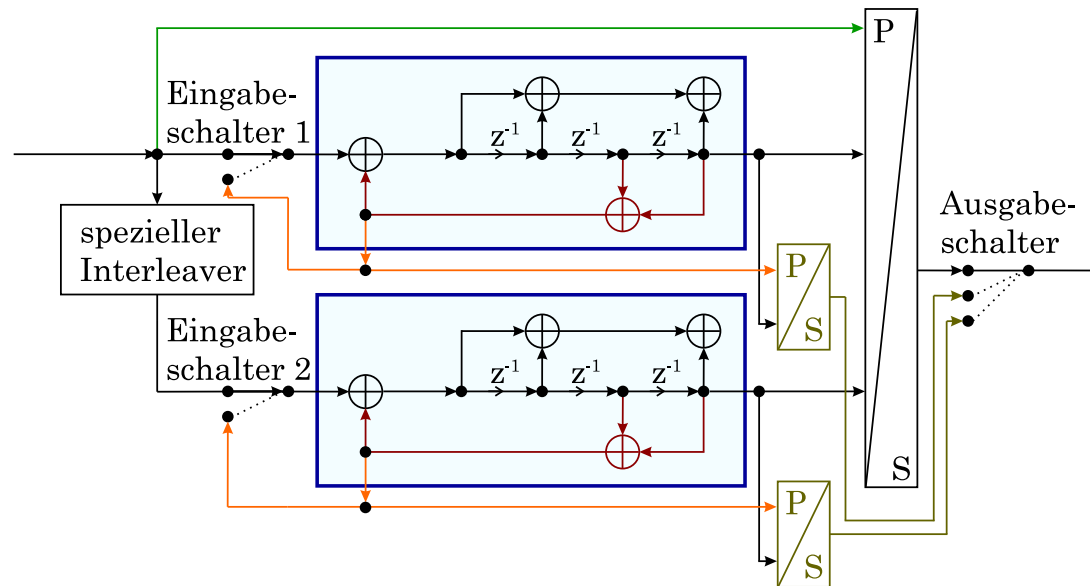 P
S
Eingabe-
schalter 1
z-1
z-1
z-1
spezieller
Interleaver
Ausgabe-
schalter
P
S
Eingabe-
schalter 2
z-1
z-1
z-1
P
S